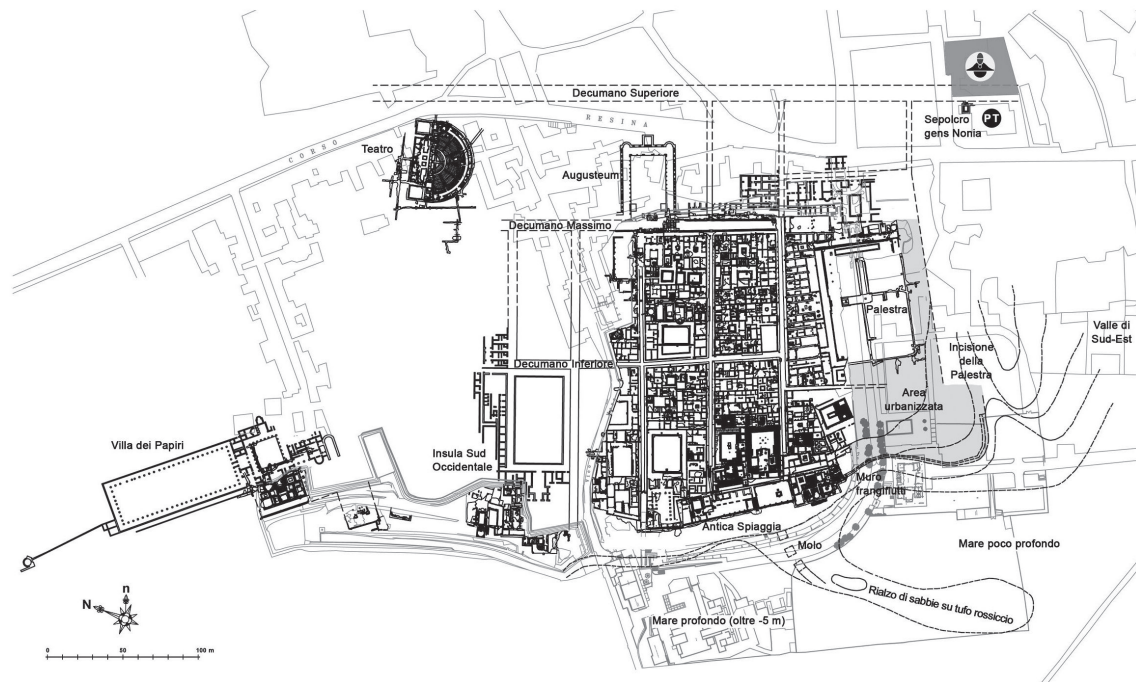 Decumano Superiore
CORSO
RESINA
Teatro
Sepolcro
gens Nonia
PT
Augusteum
Decumano Massimo
Palestra
Incisione
della
Palestra
Valle di
Sud-Est
Decumano Inferiore
Area
urbanizzata
Villa dei Papiri
Insula Sud
Occidentale
Muro
frangiflutti
Antica Spiaggia
Molo
Mare poco profondo
Rialzo di sabbie su tufo rossiccio
Mare profondo (oltre -5 m)
N
n
0 50 100 m